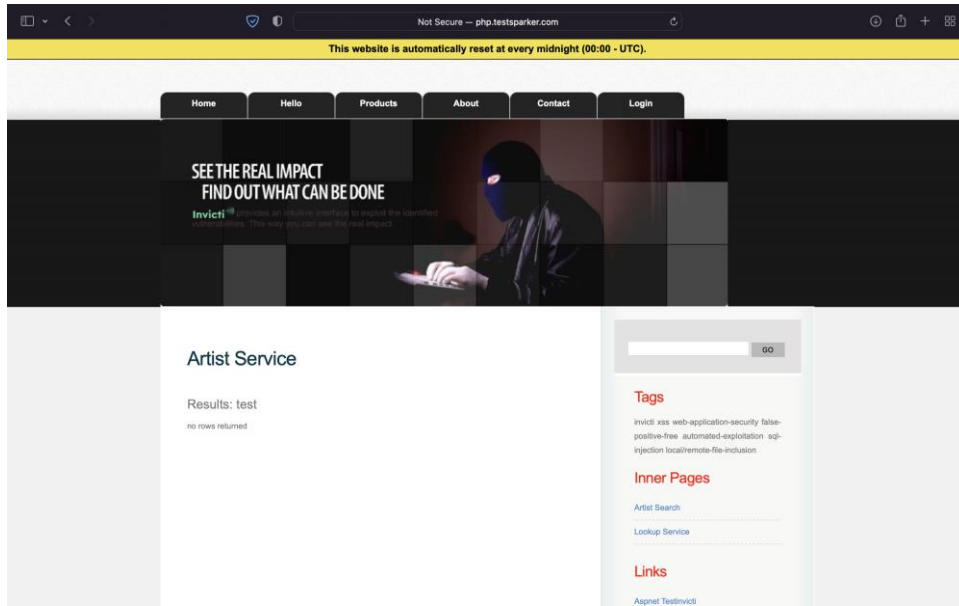 Not Secure — php.testsparker.com
This website is automatically reset at every midnight (00:00 - UTC).
Home
Hello
Products
About
Contact
Login
SEE THE REAL IMPACT
FIND OUT WHAT CAN BE DONE
Invicti provides an intuitive interface to exploit the identified
vulnerabilities. This way you can see the real impact.
Artist Service
Results: test
no rows returned
GO
Tags
invicti xss web-application-security false-
positive-free automated-exploitation sql-
injection local/remote-file-inclusion
Inner Pages
Artist Search
Lookup Service
Links
Aspnet Testinvicti